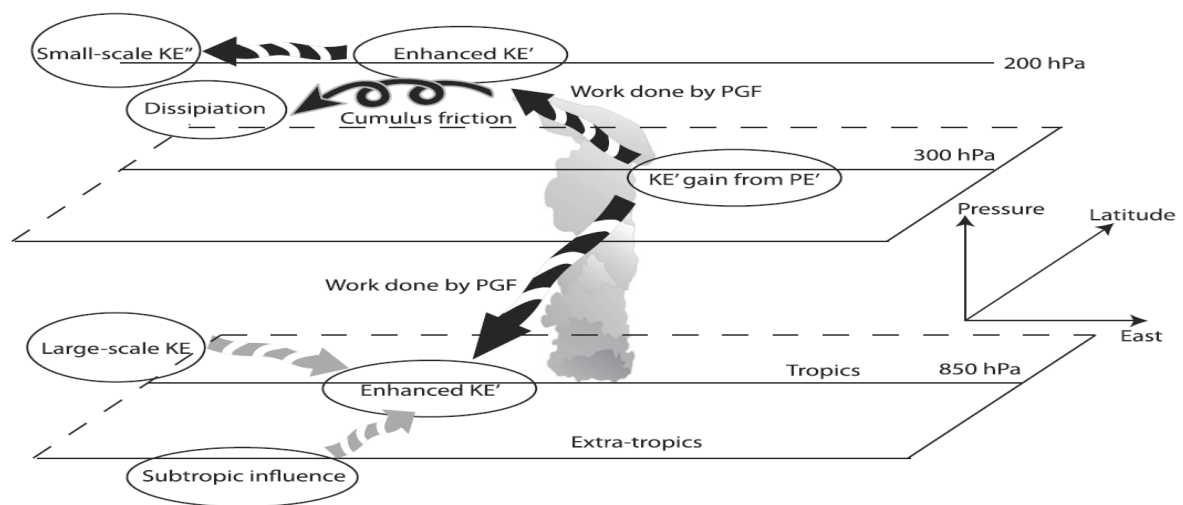 Small-scale KE″
Enhanced KE′
200 hPa
Dissipiation
Cumulus friction
Work done by PGF
300 hPa
KE′ gain from PE′
Pressure
Latitude
East
Work done by PGF
Large-scale KE
Enhanced KE′
Tropics
850 hPa
Extra-tropics
Subtropic influence